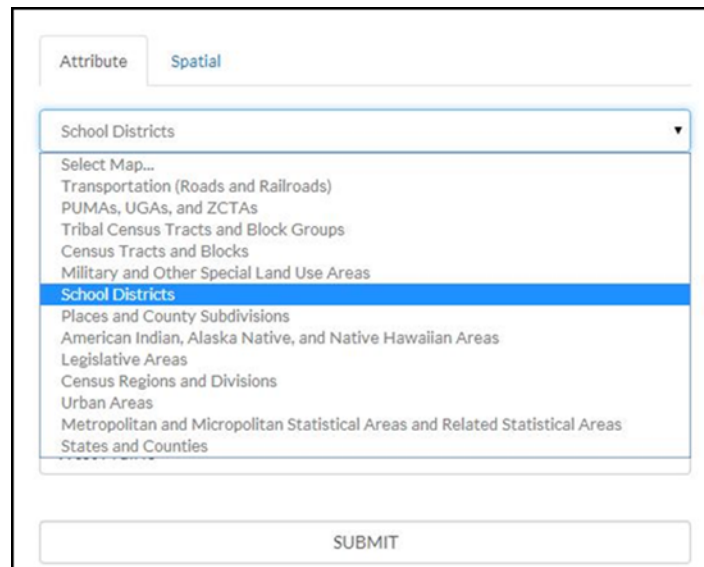 Attribute Spatial
School Districts
Select Map...
Transportation (Roads and Railroads)
PUMAs, UGAs, and ZCTAs
Tribal Census Tracts and Block Groups
Census Tracts and Blocks
Military and Other Special Land Use Areas
School Districts
Places and County Subdivisions
American Indian, Alaska Native, and Native Hawaiian Areas
Legislative Areas
Census Regions and Divisions
Urban Areas
Metropolitan and Micropolitan Statistical Areas and Related Statistical Areas
States and Counties
SUBMIT